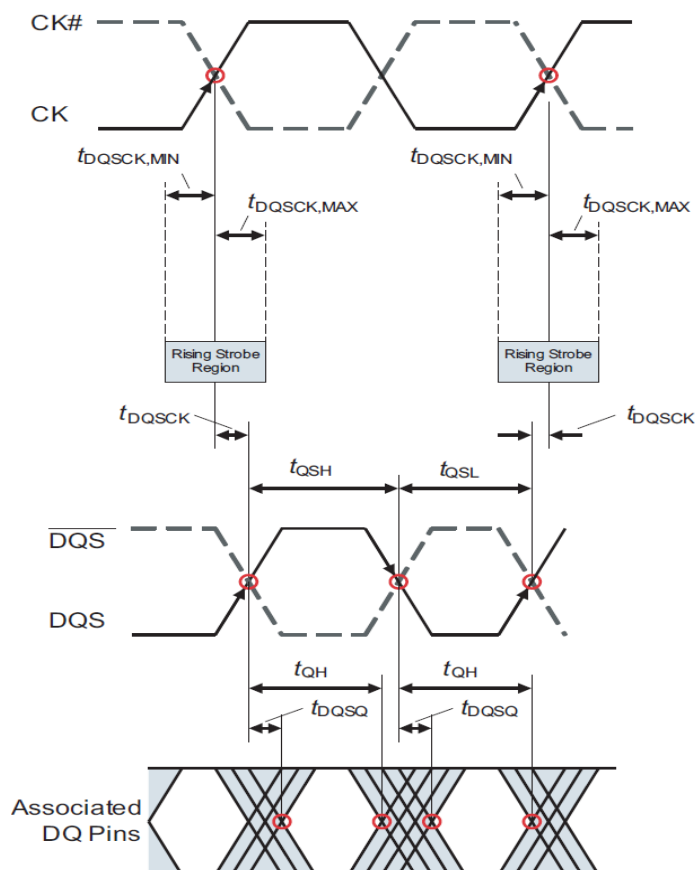 CK#
CK
tDQSCK,MIN
tDQSCK,MIN
tDQSCK,MAX
tDQSCK,MAX
Rising Strobe
Region
Rising Strobe
Region
tDQSCK
tDQSCK
tQSH
tQSL
DQS
DQS
tQH
tQH
tDQSQ
tDQSQ
Associated
DQ Pins